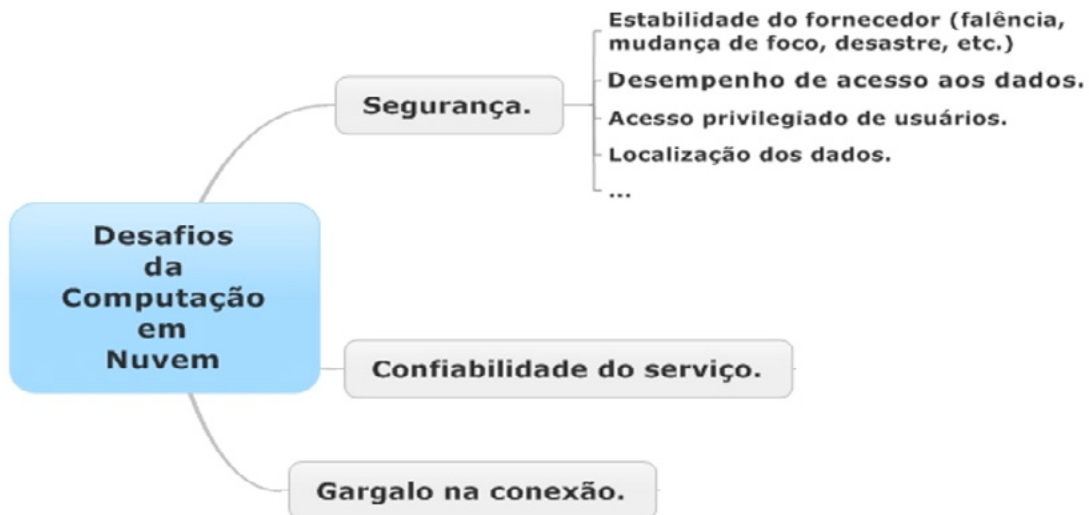 Estabilidade do fornecedor (falência,
mudança de foco, desastre, etc.)
Segurança.
Desempenho de acesso aos dados.
Acesso privilegiado de usuários.
Localização dos dados.
...
Desafios
da
Computação
em
Nuvem
Confiabilidade do serviço.
Gargalo na conexão.